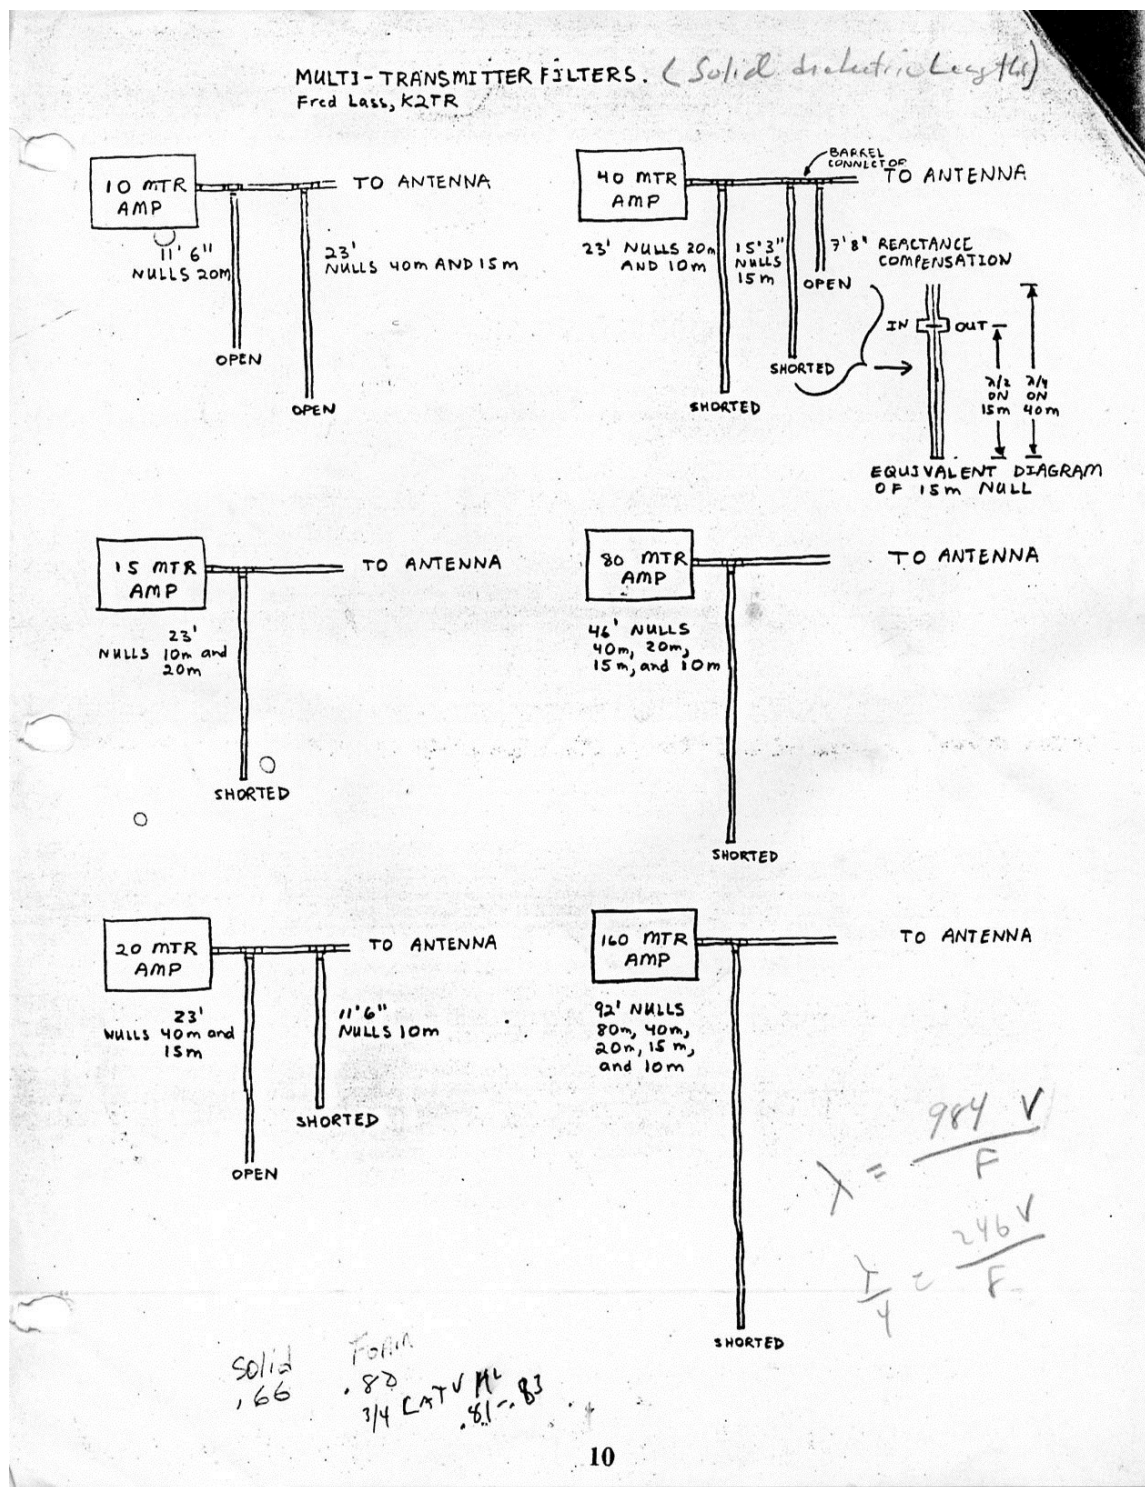 MULTI-TRANSMITTER FILTERS. (Solid dielectric Lengths)
Fred Lass, K2TR
10 MTR
AMP
TO ANTENNA
11' 6"
NULLS 20M
23'
NULLS 40m AND 15m
OPEN
OPEN
40 MTR
AMP
BARREL
CONNECTOR
TO ANTENNA
23' NULLS 20m
AND 10m
15'3"
NULLS
15m
7'8" REACTANCE
COMPENSATION
OPEN
SHORTED
SHORTED
IN
OUT
λ/2
ON
15m
λ/4
ON
40m
EQUIVALENT DIAGRAM
OF 15m NULL
15 MTR
AMP
TO ANTENNA
23'
NULLS 10m and
20m
SHORTED
80 MTR
AMP
TO ANTENNA
46' NULLS
40m, 20m,
15m, and 10m
SHORTED
20 MTR
AMP
TO ANTENNA
23'
NULLS 40m and
15m
11'6"
NULLS 10m
SHORTED
OPEN
160 MTR
AMP
TO ANTENNA
92' NULLS
80m, 40m,
20m, 15m,
and 10m
SHORTED
λ = 984 V / F
λ/4 = 246 V / F
Solid
.66
Foam
.80
3/4 CATV
.81-.83
10